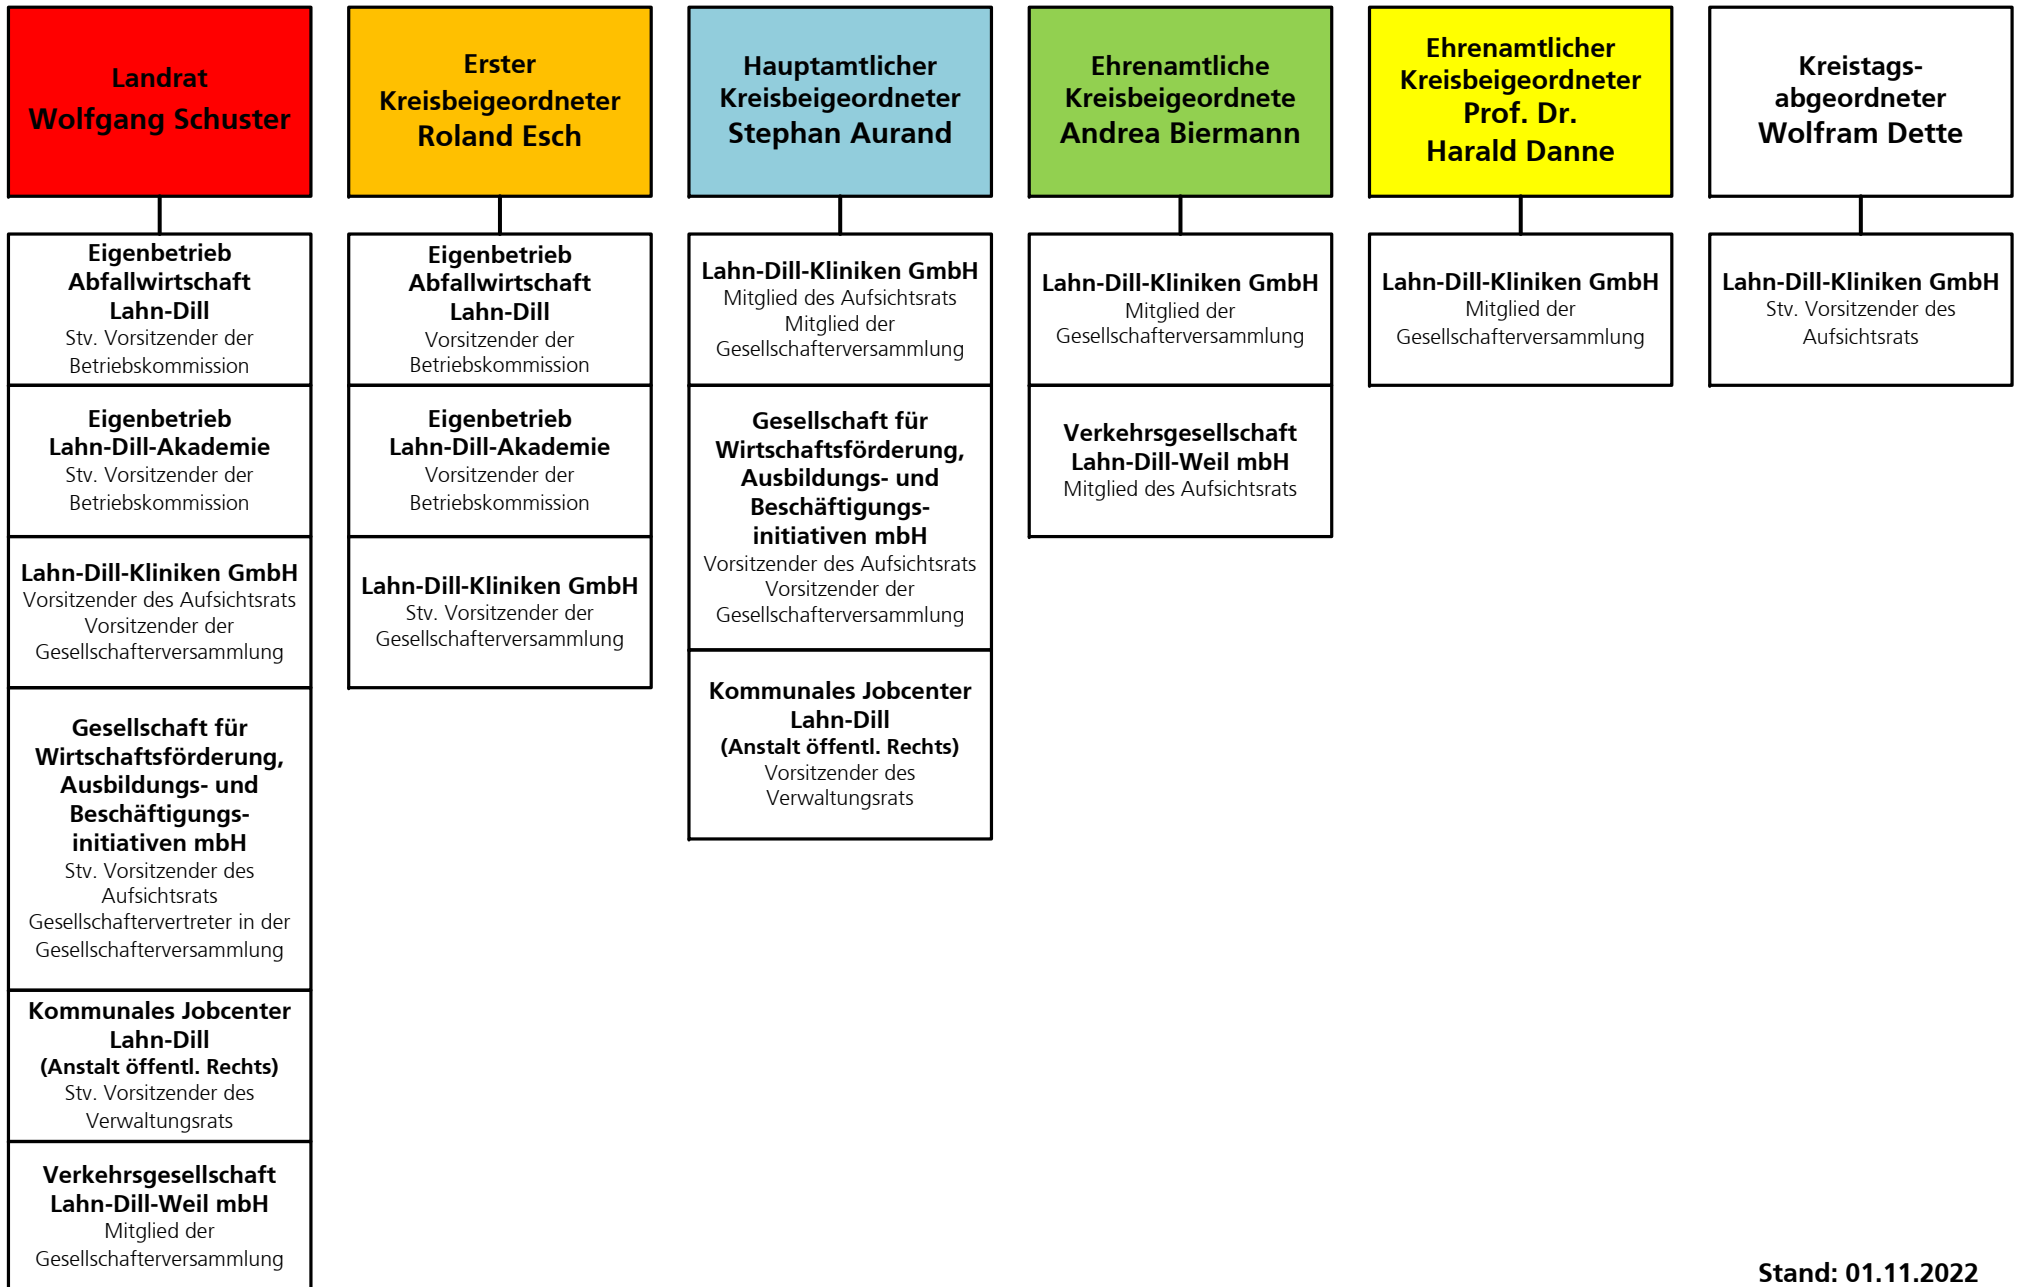 Landrat
Wolfgang Schuster
Eigenbetrieb
Abfallwirtschaft
Lahn-Dill
Stv. Vorsitzender der
Betriebskommission
Eigenbetrieb
Lahn-Dill-Akademie
Stv. Vorsitzender der
Betriebskommission
Lahn-Dill-Kliniken GmbH
Vorsitzender des Aufsichtsrats
Vorsitzender der
Gesellschafterversammlung
Gesellschaft für
Wirtschaftsförderung,
Ausbildungs- und
Beschäftigungs-
initiativen mbH
Stv. Vorsitzender des
Aufsichtsrats
Gesellschaftervertreter in der
Gesellschafterversammlung
Kommunales Jobcenter
Lahn-Dill
(Anstalt öffentl. Rechts)
Stv. Vorsitzender des
Verwaltungsrats
Verkehrsgesellschaft
Lahn-Dill-Weil mbH
Mitglied der
Gesellschafterversammlung
Erster
Kreisbeigeordneter
Roland Esch
Eigenbetrieb
Abfallwirtschaft
Lahn-Dill
Vorsitzender der
Betriebskommission
Eigenbetrieb
Lahn-Dill-Akademie
Vorsitzender der
Betriebskommission
Lahn-Dill-Kliniken GmbH
Stv. Vorsitzender der
Gesellschafterversammlung
Hauptamtlicher
Kreisbeigeordneter
Stephan Aurand
Lahn-Dill-Kliniken GmbH
Mitglied des Aufsichtsrats
Mitglied der
Gesellschafterversammlung
Gesellschaft für
Wirtschaftsförderung,
Ausbildungs- und
Beschäftigungs-
initiativen mbH
Vorsitzender des Aufsichtsrats
Vorsitzender der
Gesellschafterversammlung
Kommunales Jobcenter
Lahn-Dill
(Anstalt öffentl. Rechts)
Vorsitzender des
Verwaltungsrats
Ehrenamtliche
Kreisbeigeordnete
Andrea Biermann
Lahn-Dill-Kliniken GmbH
Mitglied der
Gesellschafterversammlung
Verkehrsgesellschaft
Lahn-Dill-Weil mbH
Mitglied des Aufsichtsrats
Ehrenamtlicher
Kreisbeigeordneter
Prof. Dr.
Harald Danne
Lahn-Dill-Kliniken GmbH
Mitglied der
Gesellschafterversammlung
Kreistags-
abgeordneter
Wolfram Dette
Lahn-Dill-Kliniken GmbH
Stv. Vorsitzender des
Aufsichtsrats
Stand: 01.11.2022